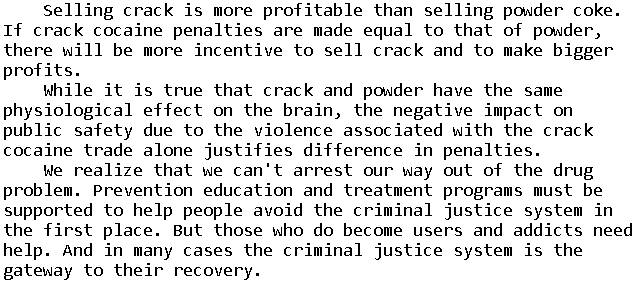 Selling crack is more profitable than selling powder coke.
If crack cocaine penalties are made equal to that of powder,
there will be more incentive to sell crack and to make bigger
profits.
While it is true that crack and powder have the same
physiological effect on the brain, the negative impact on
public safety due to the violence associated with the crack
cocaine trade alone justifies difference in penalties.
We realize that we can't arrest our way out of the drug
problem. Prevention education and treatment programs must be
supported to help people avoid the criminal justice system in
the first place. But those who do become users and addicts need
help. And in many cases the criminal justice system is the
gateway to their recovery.